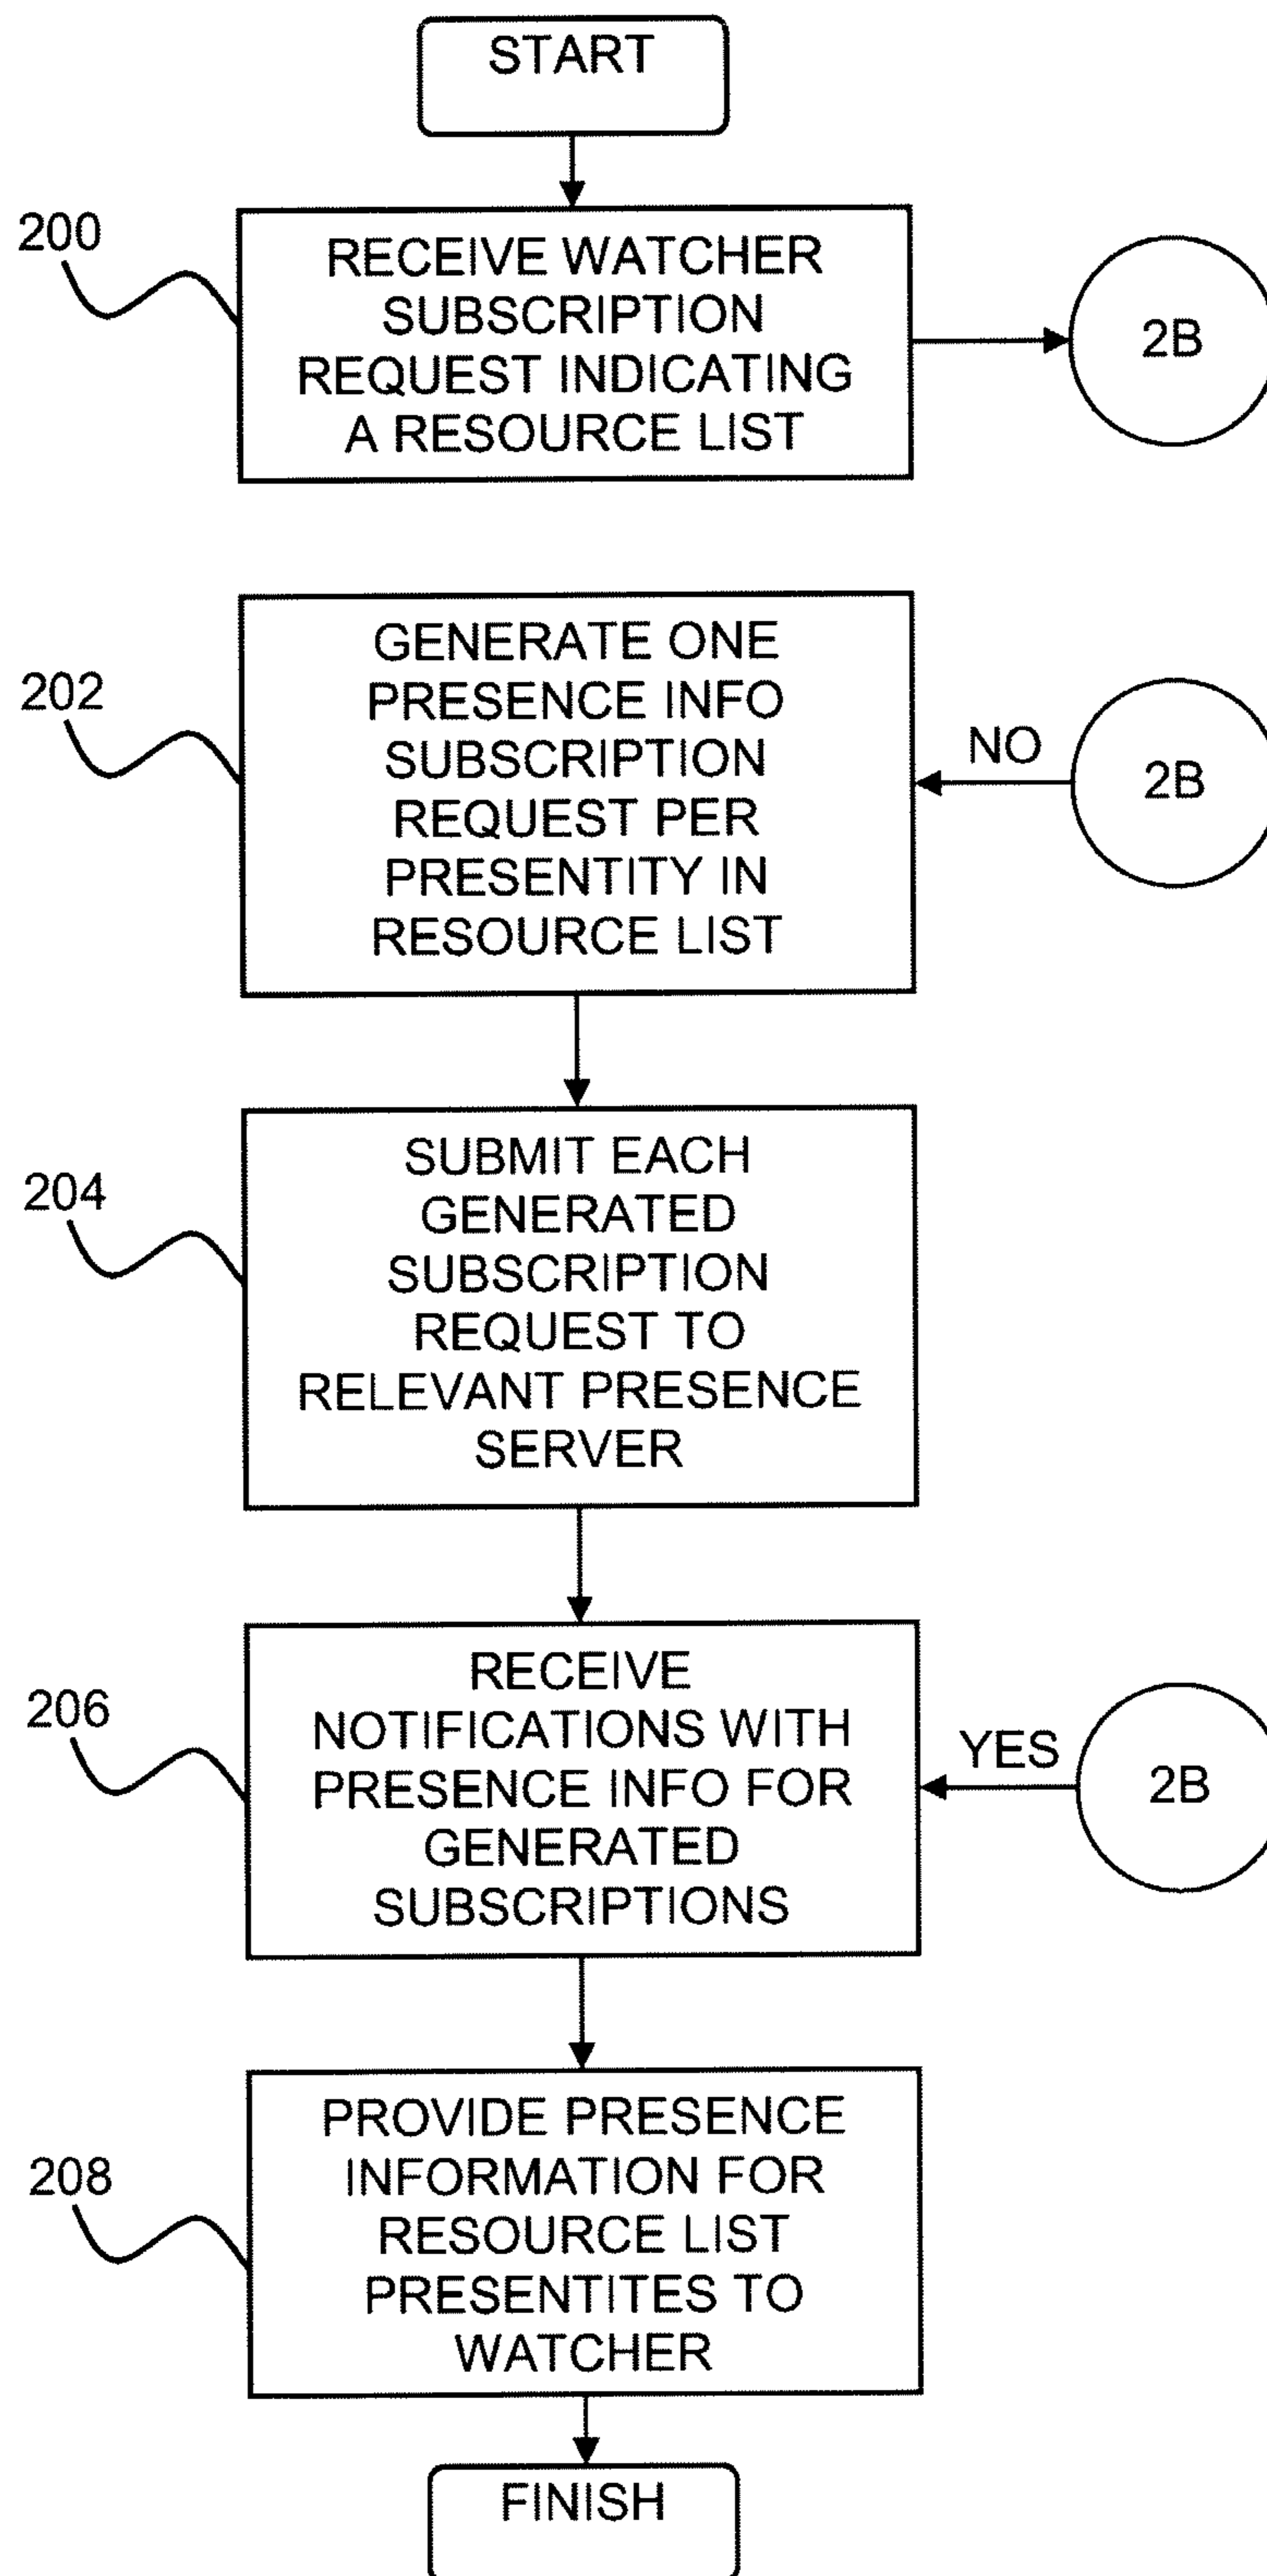 START
200
RECEIVE WATCHER
SUBSCRIPTION
REQUEST INDICATING
A RESOURCE LIST
2B
202
GENERATE ONE
PRESENCE INFO
SUBSCRIPTION
REQUEST PER
PRESENTITY IN
RESOURCE LIST
NO
2B
204
SUBMIT EACH
GENERATED
SUBSCRIPTION
REQUEST TO
RELEVANT PRESENCE
SERVER
206
RECEIVE
NOTIFICATIONS WITH
PRESENCE INFO FOR
GENERATED
SUBSCRIPTIONS
YES
2B
208
PROVIDE PRESENCE
INFORMATION FOR
RESOURCE LIST
PRESENTITES TO
WATCHER
FINISH